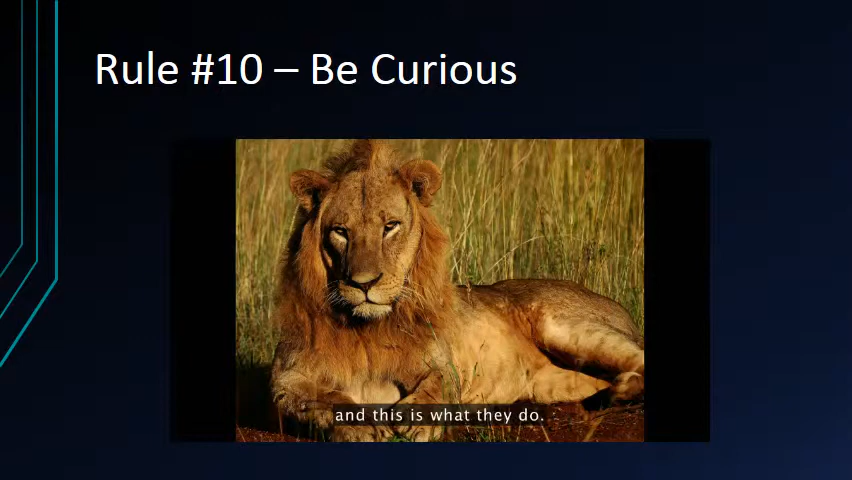 Rule #10 – Be Curious
and this is what they do.